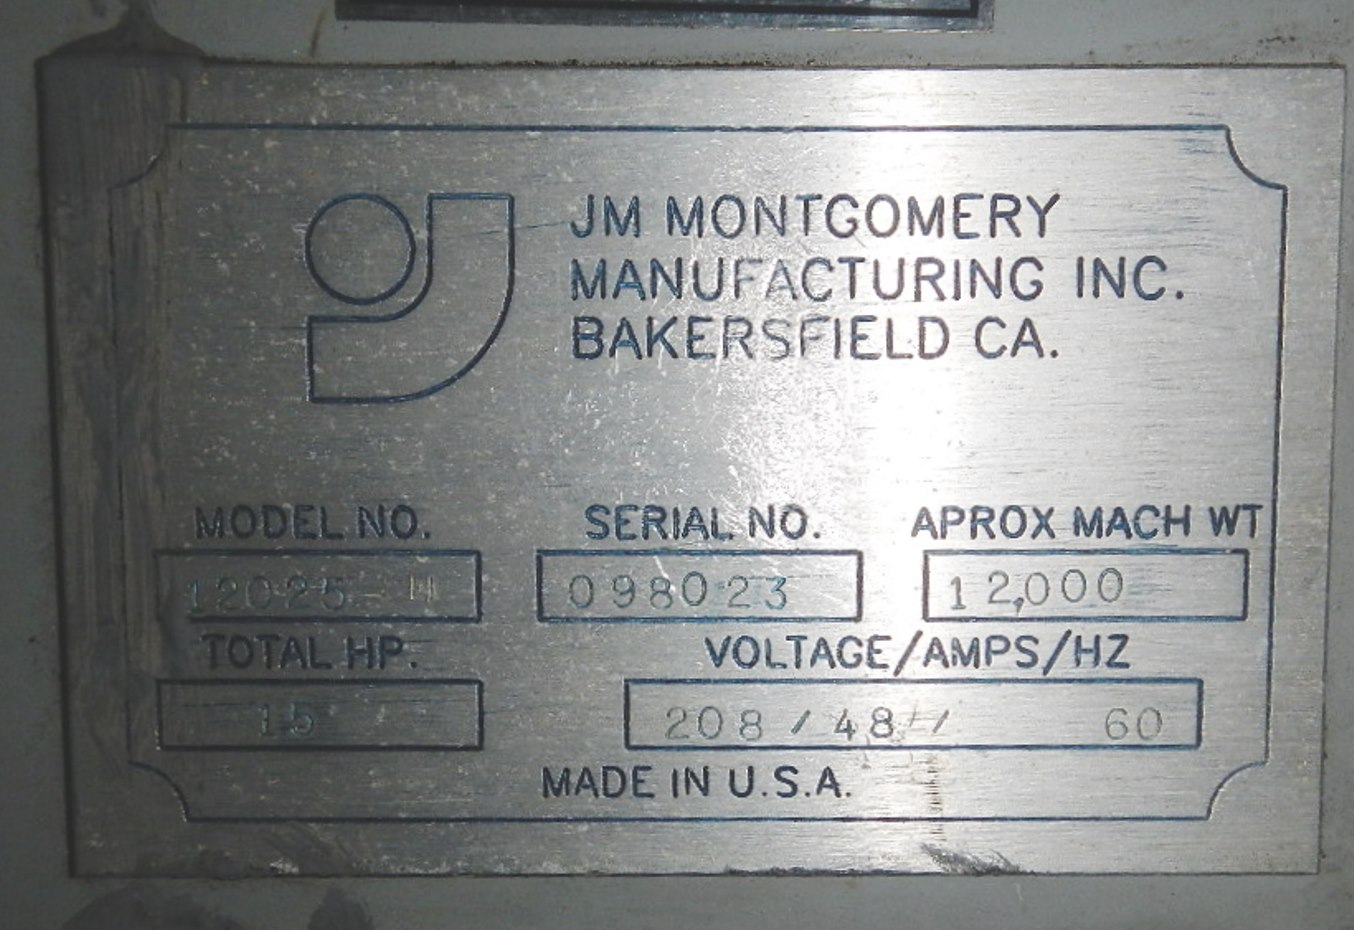 JM MONTGOMERY
MANUFACTURING INC.
BAKERSFIELD CA.
MODEL NO. SERIAL NO. APROX MACH WT
12025-H 098023 12,000
TOTAL HP. VOLTAGE/AMPS/HZ
15 208 / 48 / 60
MADE IN U.S.A.